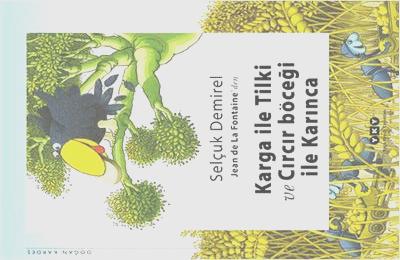 Selçuk Demirel
Jean de La Fontaine'den
Karga ile Tilki
ve Cırcır böceği
ile Karınca
YKY
DOĞAN KARDEŞ